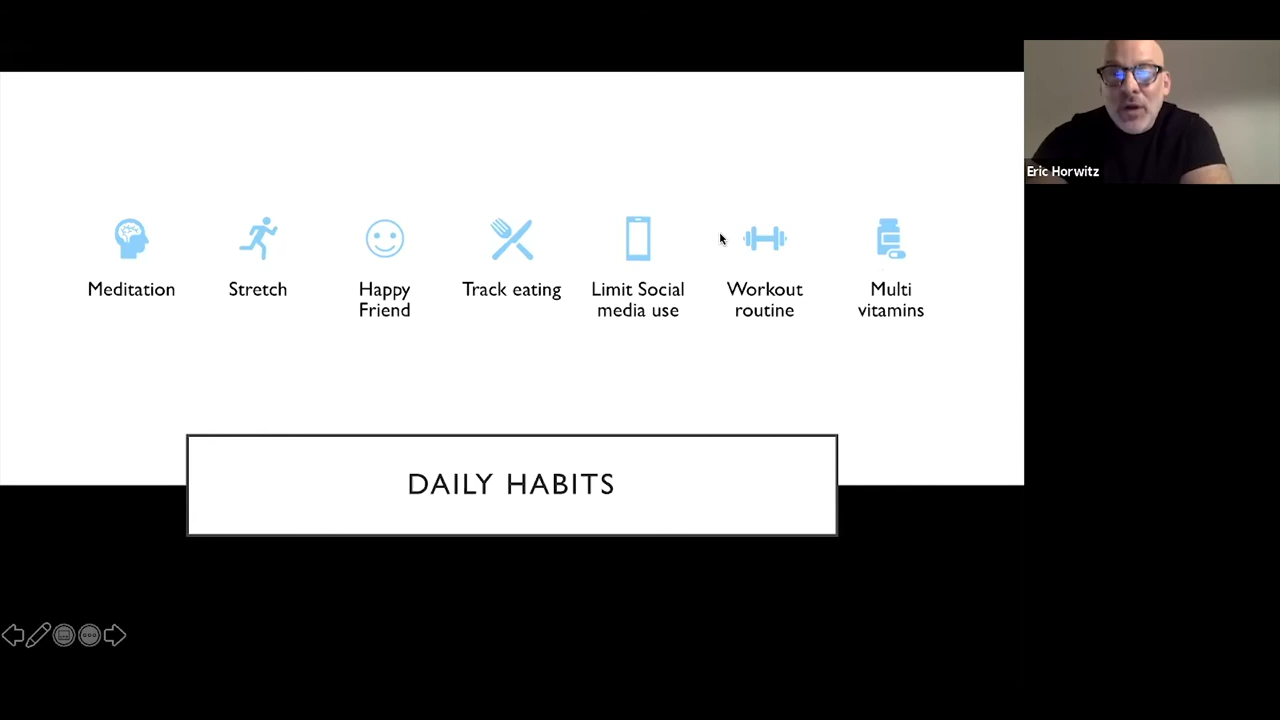 Eric Horwitz
Meditation
Stretch
Happy
Friend
Track eating
Limit Social
media use
Workout
routine
Multi
vitamins
DAILY HABITS